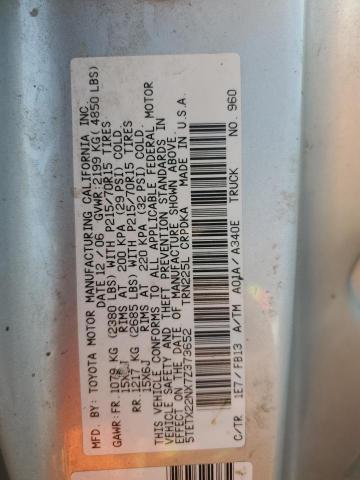 MFD. BY: TOYOTA MOTOR MANUFACTURING CALIFORNIA INC.
DATE 12 / 06 GVWR: 2199 KG( 4850 LBS)
GAWR:FR. 1079 KG (2380 LBS) WITH P215/70R15 TIRES
15X6J RIMS AT 200 KPA (29 PSI) COLD.
RR. 1217 KG (2685 LBS) WITH P215/70R15 TIRES
15X6J RIMS AT 220 KPA (32 PSI) COLD.
THIS VEHICLE CONFORMS TO ALL APPLICABLE FEDERAL MOTOR
VEHICLE SAFETY AND THEFT PREVENTION STANDARDS IN
EFFECT ON THE DATE OF MANUFACTURE SHOWN ABOVE.
5TETX22NX7Z373652 TRN225L CRPDKA MADE IN U.S.A.
C/TR 1E7/ FB13 A/TM A01A/ A340E TRUCK NO. 960